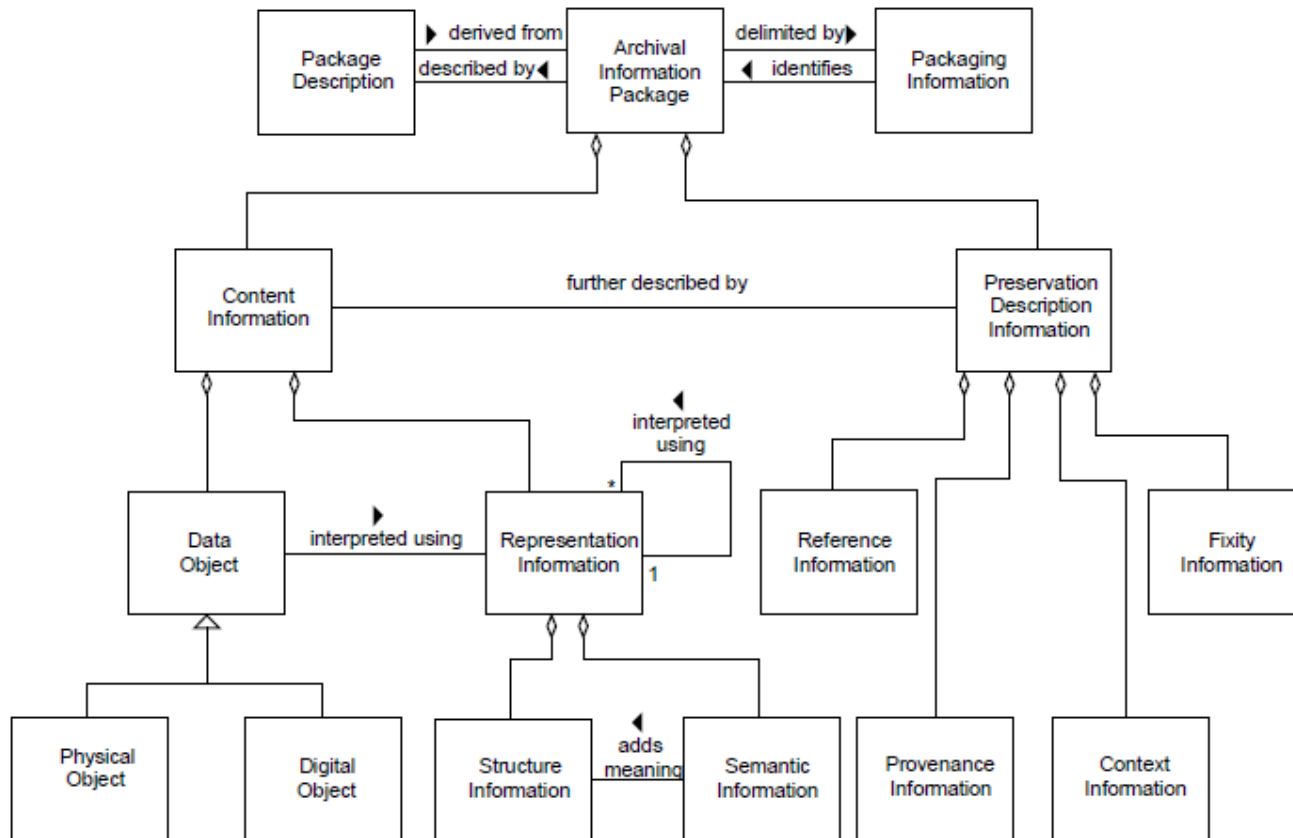 Package
Description
▶ derived from
described by ◀
Archival
Information
Package
delimited by ▶
◀ identifies
Packaging
Information
Content
Information
further described by
Preservation
Description
Information
◀
interpreted
using
*
1
Data
Object
▶
interpreted using
Representation
Information
Reference
Information
Fixity
Information
Physical
Object
Digital
Object
Structure
Information
◀
adds
meaning
Semantic
Information
Provenance
Information
Context
Information